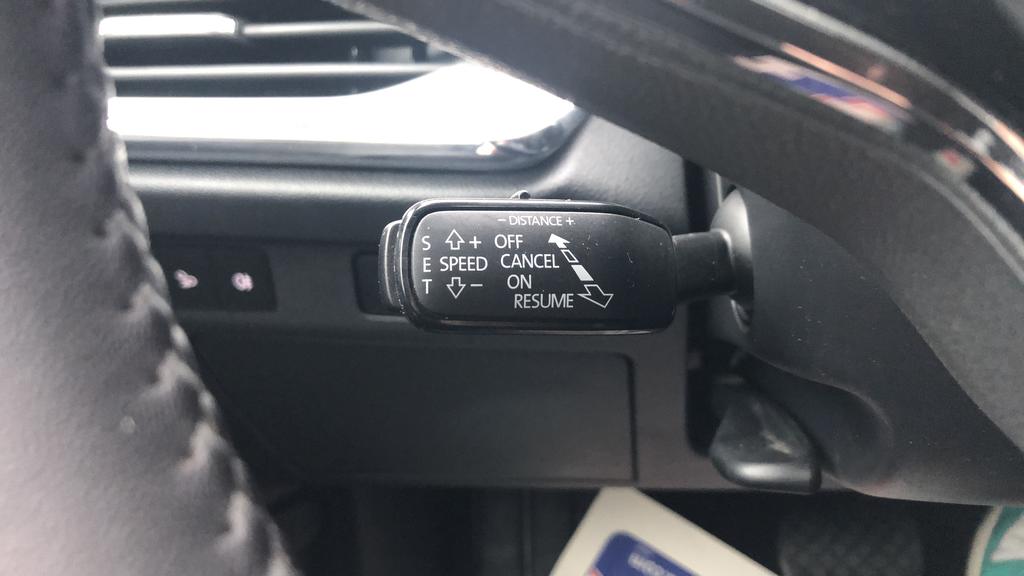 − DISTANCE +
S + OFF
E SPEED CANCEL
T − ON
RESUME